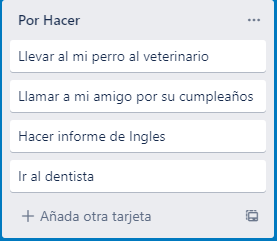 Por Hacer
Llevar al mi perro al veterinario
Llamar a mi amigo por su cumpleaños
Hacer informe de Ingles
Ir al dentista
Añada otra tarjeta